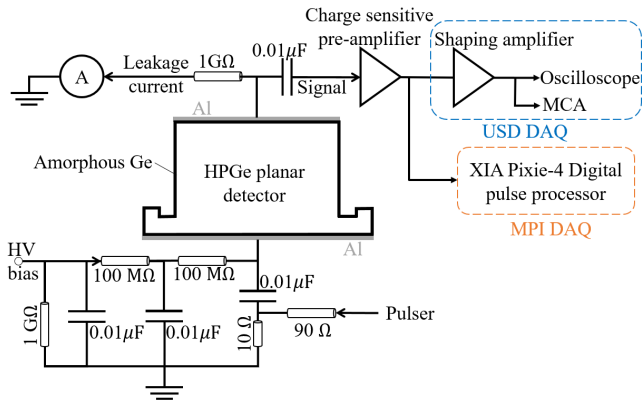 Charge sensitive
pre-amplifier
Shaping amplifier
0.01μF
1GΩ
A
Leakage
current
Signal
Oscilloscope
MCA
USD DAQ
Al
Amorphous Ge
HPGe planar
detector
XIA Pixie-4 Digital
pulse processor
MPI DAQ
Al
HV
bias
100 MΩ
100 MΩ
0.01μF
1 GΩ
0.01μF
0.01μF
10 Ω
90 Ω
Pulser